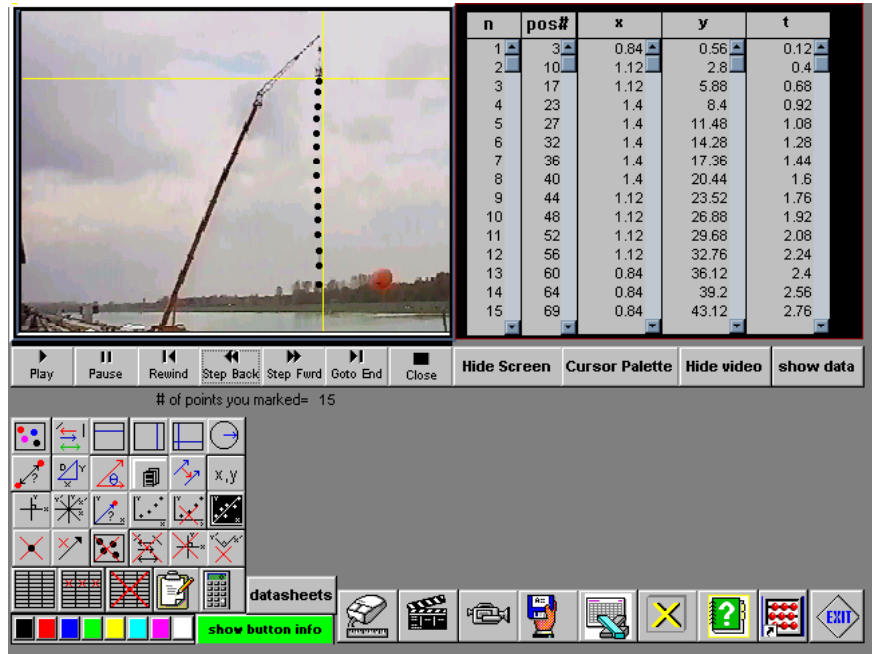 n pos# x y t
1 3 0.84 0.56 0.12
2 10 1.12 2.8 0.4
3 17 1.12 5.88 0.68
4 23 1.4 8.4 0.92
5 27 1.4 11.48 1.08
6 32 1.4 14.28 1.28
7 36 1.4 17.36 1.44
8 40 1.4 20.44 1.6
9 44 1.12 23.52 1.76
10 48 1.12 26.88 1.92
11 52 1.12 29.68 2.08
12 56 1.12 32.76 2.24
13 60 0.84 36.12 2.4
14 64 0.84 39.2 2.56
15 69 0.84 43.12 2.76
Play Pause Rewind Step Back Step Fwrd Goto End Close Hide Screen Cursor Palette Hide video show data
# of points you marked= 15
? D Y X θ x,y
Y x Y x Y ? x Y x Y x Y x
X Y x Y x
datasheets
show button info
A: ? EXIT